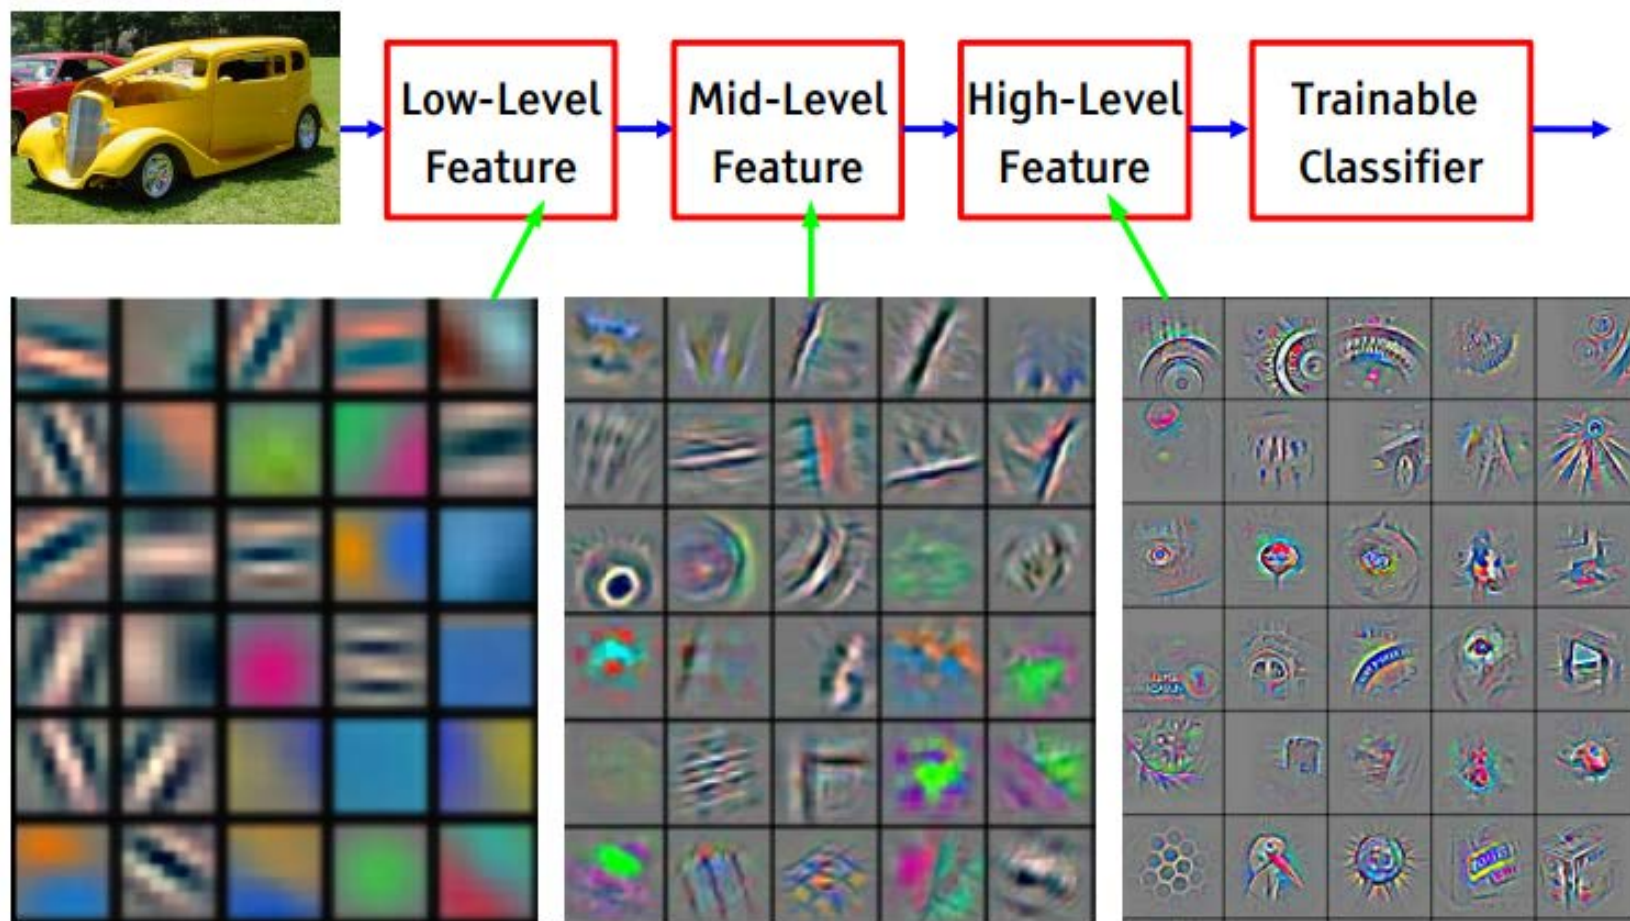 Low-Level
Feature
Mid-Level
Feature
High-Level
Feature
Trainable
Classifier